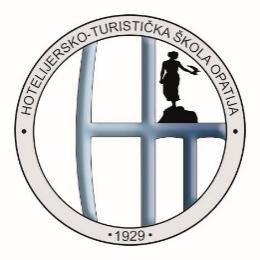 • HOTELIJERSKO-TURISTIČKA ŠKOLA OPATIJA •
• 1929 •